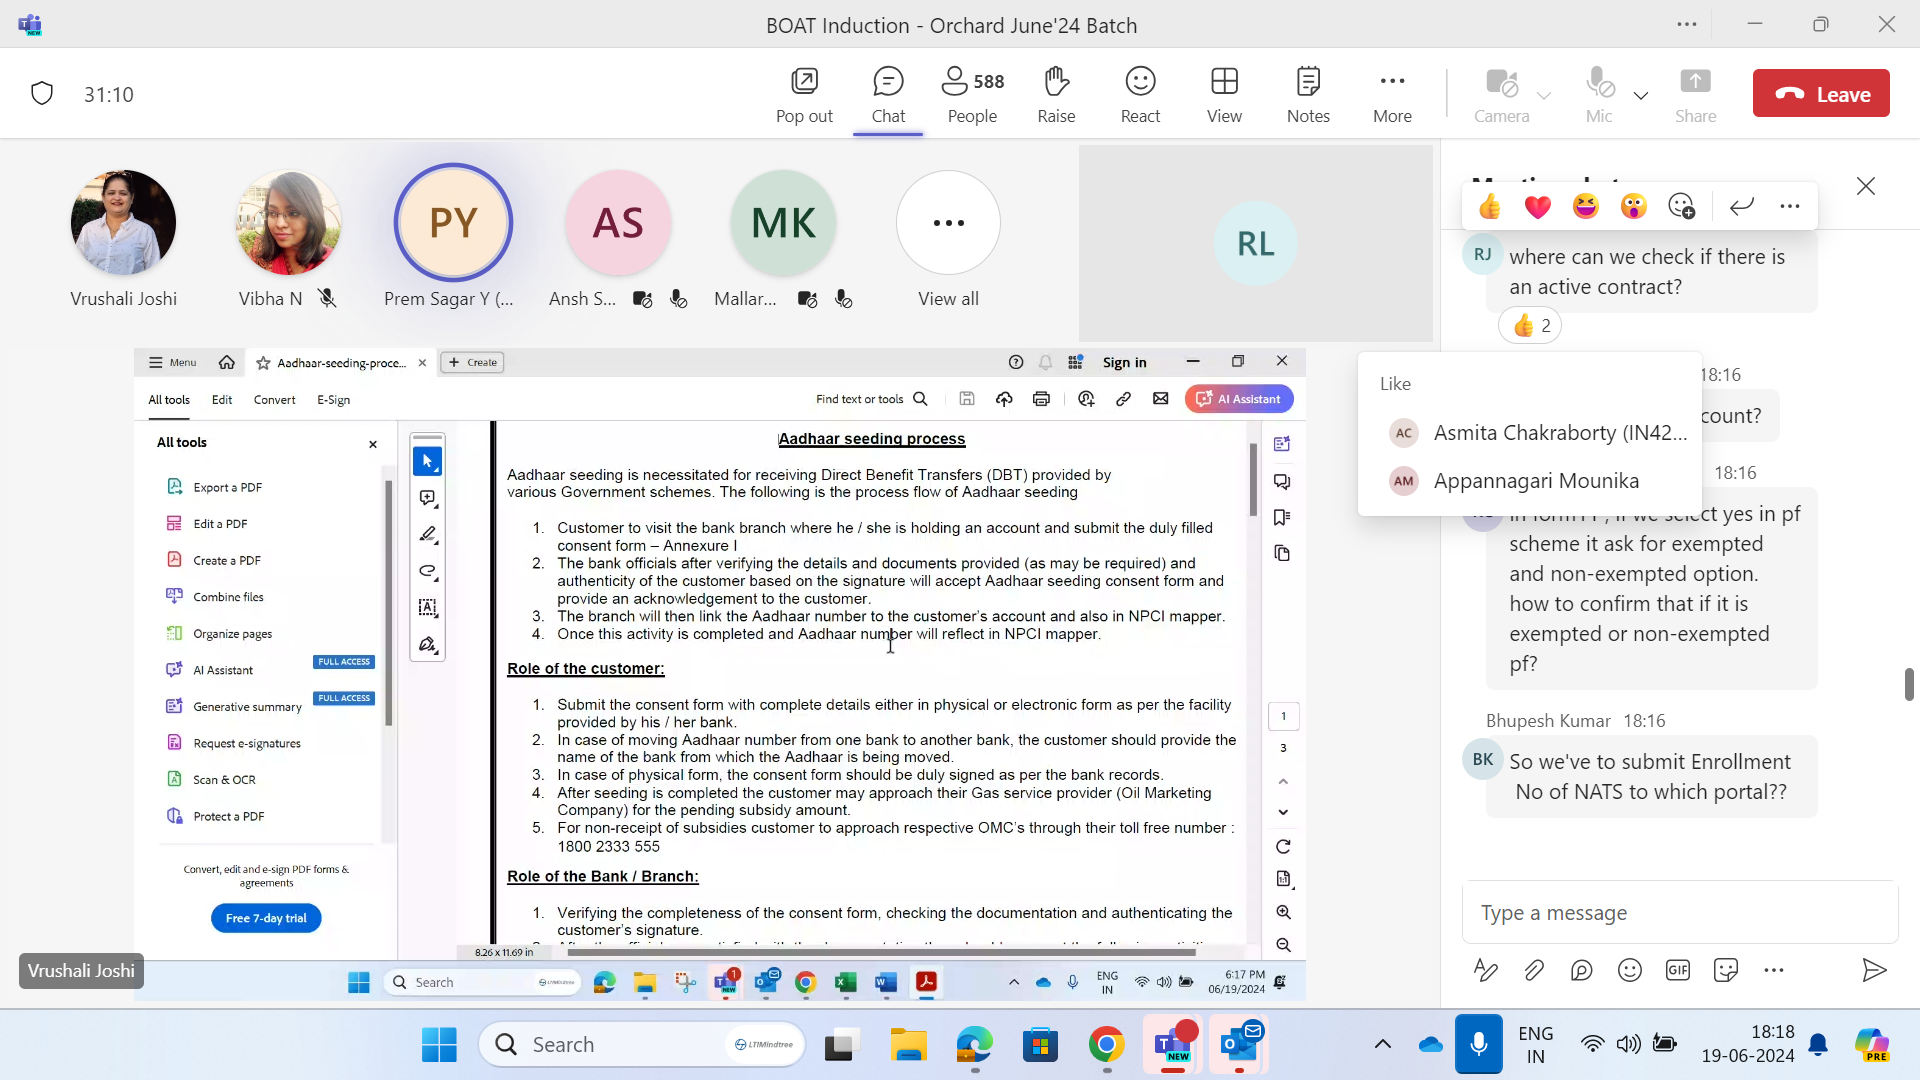 BOAT Induction - Orchard June'24 Batch
31:10
Pop out
Chat
588
People
Raise
React
View
Notes
More
Camera
Mic
Share
Leave
PY
AS
MK
RL
Vrushali Joshi
Vibha N
Prem Sagar Y (...
Ansh S...
Mallar...
View all
RJ
where can we check if there is
an active contract?
2
Like
AC
Asmita Chakraborty (IN42...
AM
Appannagari Mounika
18:16
count?
18:16
select yes in pf
scheme it ask for exempted
and non-exempted option.
how to confirm that if it is
exempted or non-exempted
pf?
Bhupesh Kumar 18:16
BK
So we've to submit Enrollment
No of NATS to which portal??
Type a message
GIF
Menu
Aadhaar-seeding-proce...
Create
Sign in
All tools
Edit
Convert
E-Sign
Find text or tools
AI Assistant
All tools
Export a PDF
Edit a PDF
Create a PDF
Combine files
Organize pages
AI Assistant
FULL ACCESS
Generative summary
FULL ACCESS
Request e-signatures
Scan & OCR
Protect a PDF
Convert, edit and e-sign PDF forms &
agreements
Free 7-day trial
Aadhaar seeding process
Aadhaar seeding is necessitated for receiving Direct Benefit Transfers (DBT) provided by
various Government schemes. The following is the process flow of Aadhaar seeding
1. Customer to visit the bank branch where he / she is holding an account and submit the duly filled
consent form – Annexure I
2. The bank officials after verifying the details and documents provided (as may be required) and
authenticity of the customer based on the signature will accept Aadhaar seeding consent form and
provide an acknowledgement to the customer.
3. The branch will then link the Aadhaar number to the customer's account and also in NPCI mapper.
4. Once this activity is completed and Aadhaar number will reflect in NPCI mapper.
Role of the customer:
1. Submit the consent form with complete details either in physical or electronic form as per the facility
provided by his / her bank.
2. In case of moving Aadhaar number from one bank to another bank, the customer should provide the
name of the bank from which the Aadhaar is being moved.
3. In case of physical form, the consent form should be duly signed as per the bank records.
4. After seeding is completed the customer may approach their Gas service provider (Oil Marketing
Company) for the pending subsidy amount.
5. For non-receipt of subsidies customer to approach respective OMC's through their toll free number :
1800 2333 555
Role of the Bank / Branch:
1. Verifying the completeness of the consent form, checking the documentation and authenticating the
customer's signature.
1
3
8.26 x 11.69 in
Vrushali Joshi
Search
LTIMindtree
1
NEW
ENG
IN
6:17 PM
06/19/2024
Search
LTIMindtree
NEW
ENG
IN
18:18
19-06-2024
PRE